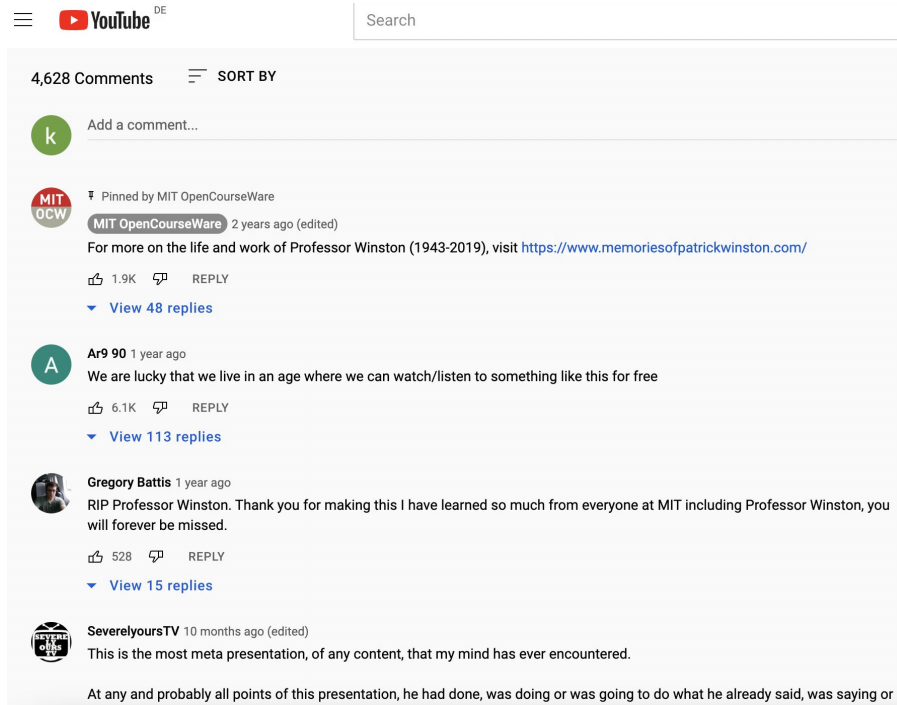 YouTube DE
Search
4,628 Comments SORT BY
k Add a comment...
MIT OCW
Pinned by MIT OpenCourseWare
MIT OpenCourseWare 2 years ago (edited)
For more on the life and work of Professor Winston (1943-2019), visit https://www.memoriesofpatrickwinston.com/
1.9K REPLY
View 48 replies
A
Ar9 90 1 year ago
We are lucky that we live in an age where we can watch/listen to something like this for free
6.1K REPLY
View 113 replies
Gregory Battis 1 year ago
RIP Professor Winston. Thank you for making this I have learned so much from everyone at MIT including Professor Winston, you
will forever be missed.
528 REPLY
View 15 replies
SEVERE
LY
OURS
TV
SeverelyoursTV 10 months ago (edited)
This is the most meta presentation, of any content, that my mind has ever encountered.
At any and probably all points of this presentation, he had done, was doing or was going to do what he already said, was saying or